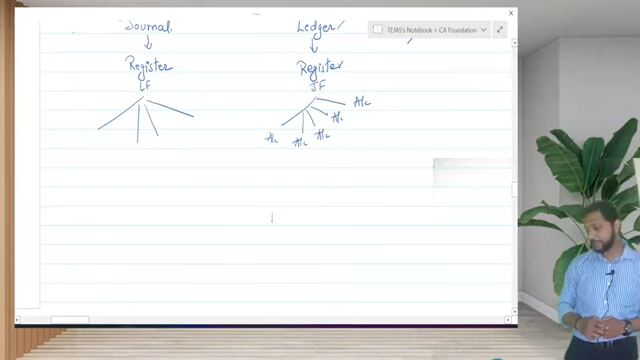 Journal
Ledger
TEJAS's Notebook > CA Foundation
Register
Register
LF
JF
A/c
A/c
A/c
A/c
A/c